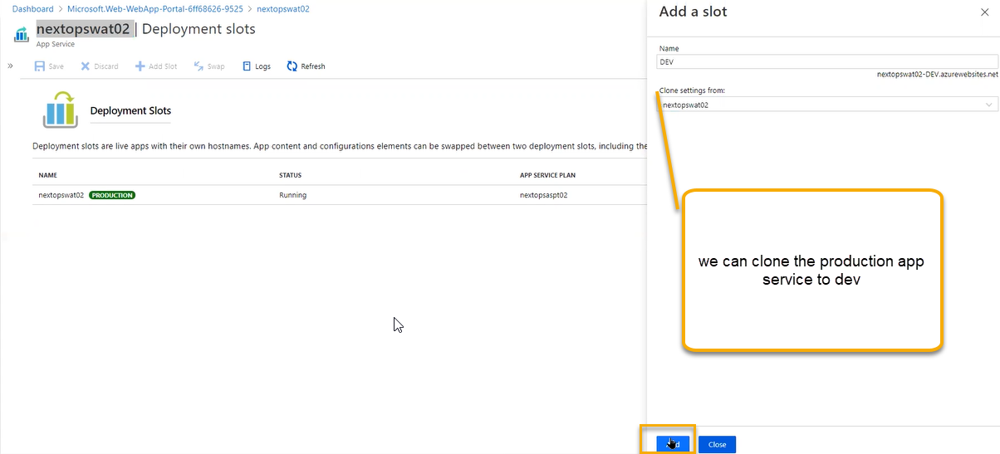 Dashboard > Microsoft.Web-WebApp-Portal-6ff68626-9525 > nextopswat02
nextopswat02 | Deployment slots
App Service
» Save Discard Add Slot Swap Logs Refresh
Deployment Slots
Deployment slots are live apps with their own hostnames. App content and configurations elements can be swapped between two deployment slots, including the
NAME STATUS APP SERVICE PLAN
nextopswat02 PRODUCTION Running nextopsaspt02
Add a slot
Name
DEV
nextopswat02-DEV.azurewebsites.net
Clone settings from:
nextopswat02
we can clone the production app
service to dev
Close